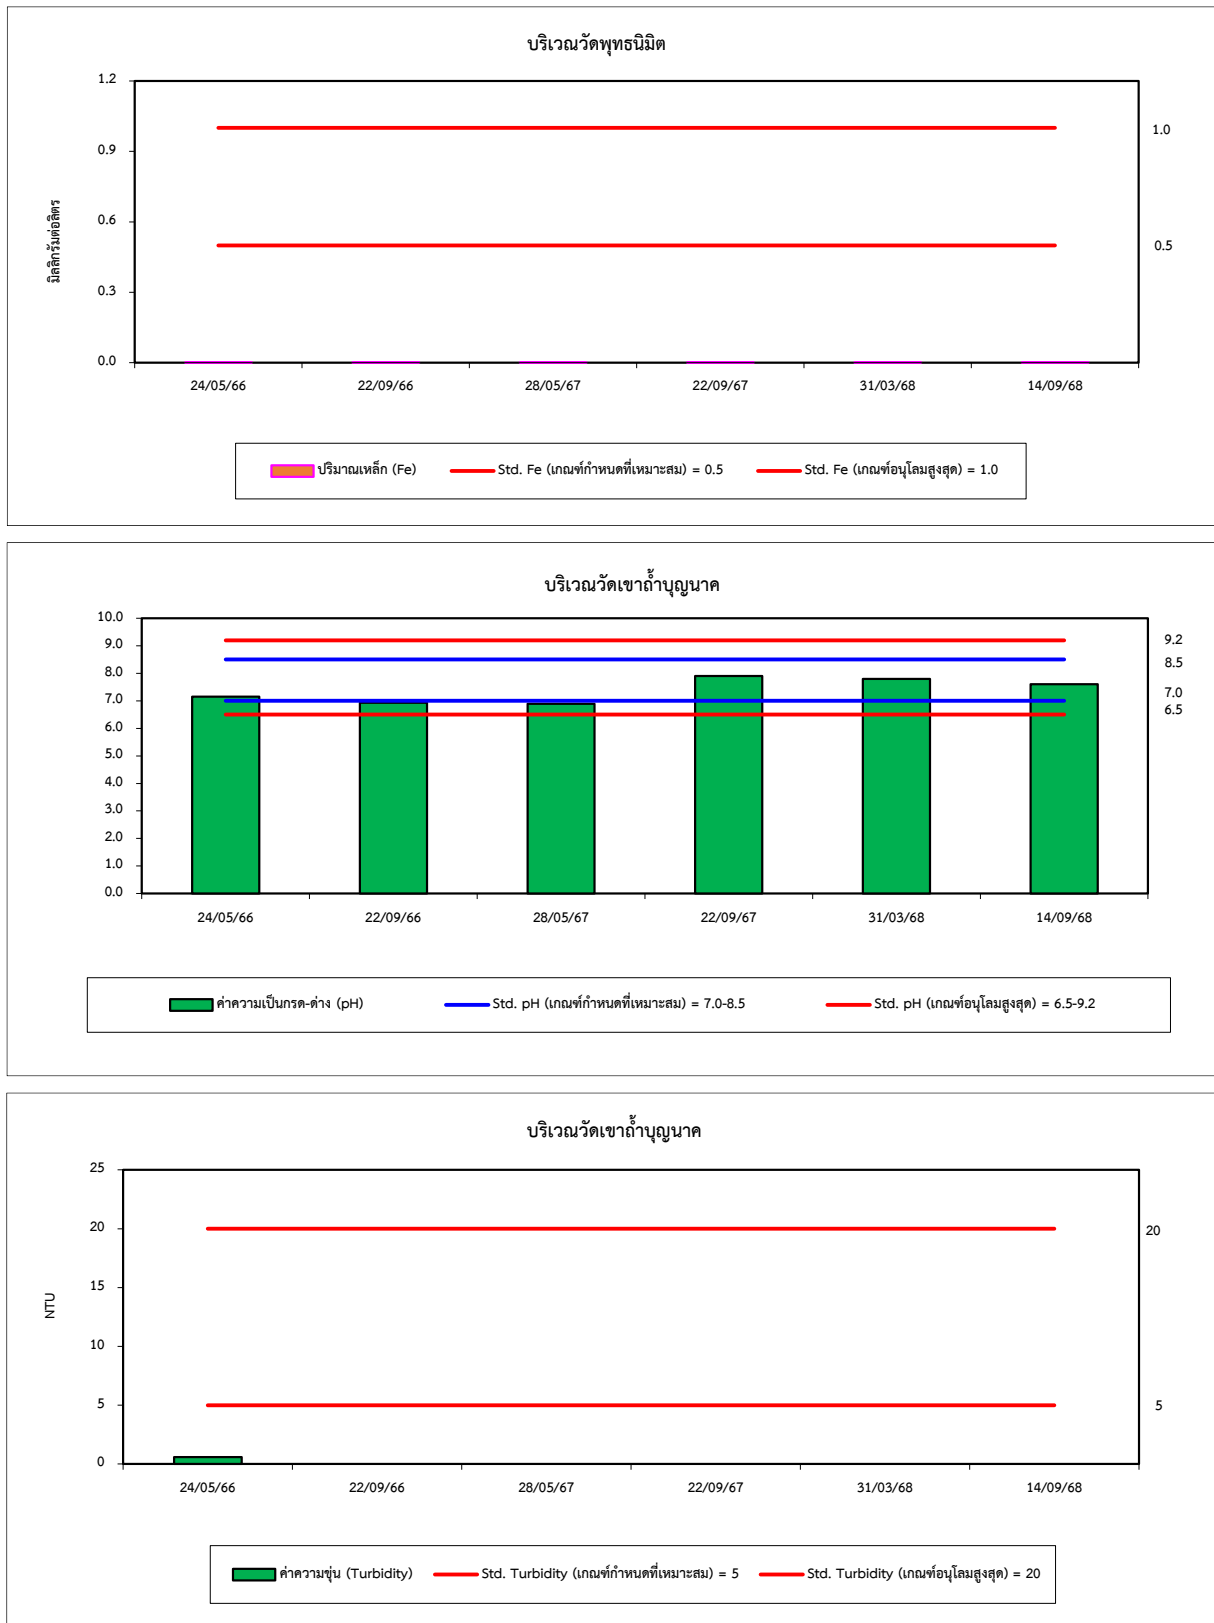 บริเวณวัดพุทธนิมิต
1.2
0.9
0.6
0.3
0.0
มิลลิกรัมต่อลิตร
1.0
0.5
24/05/66 22/09/66 28/05/67 22/09/67 31/03/68 14/09/68
ปริมาณเหล็ก (Fe) Std. Fe (เกณฑ์กำหนดที่เหมาะสม) = 0.5 Std. Fe (เกณฑ์อนุโลมสูงสุด) = 1.0
บริเวณวัดเขาถ้ำบุญนาค
10.0
9.0
8.0
7.0
6.0
5.0
4.0
3.0
2.0
1.0
0.0
9.2
8.5
7.0
6.5
24/05/66 22/09/66 28/05/67 22/09/67 31/03/68 14/09/68
ค่าความเป็นกรด-ด่าง (pH) Std. pH (เกณฑ์กำหนดที่เหมาะสม) = 7.0-8.5 Std. pH (เกณฑ์อนุโลมสูงสุด) = 6.5-9.2
บริเวณวัดเขาถ้ำบุญนาค
25
20
15
10
5
0
NTU
20
5
24/05/66 22/09/66 28/05/67 22/09/67 31/03/68 14/09/68
ค่าความขุ่น (Turbidity) Std. Turbidity (เกณฑ์กำหนดที่เหมาะสม) = 5 Std. Turbidity (เกณฑ์อนุโลมสูงสุด) = 20